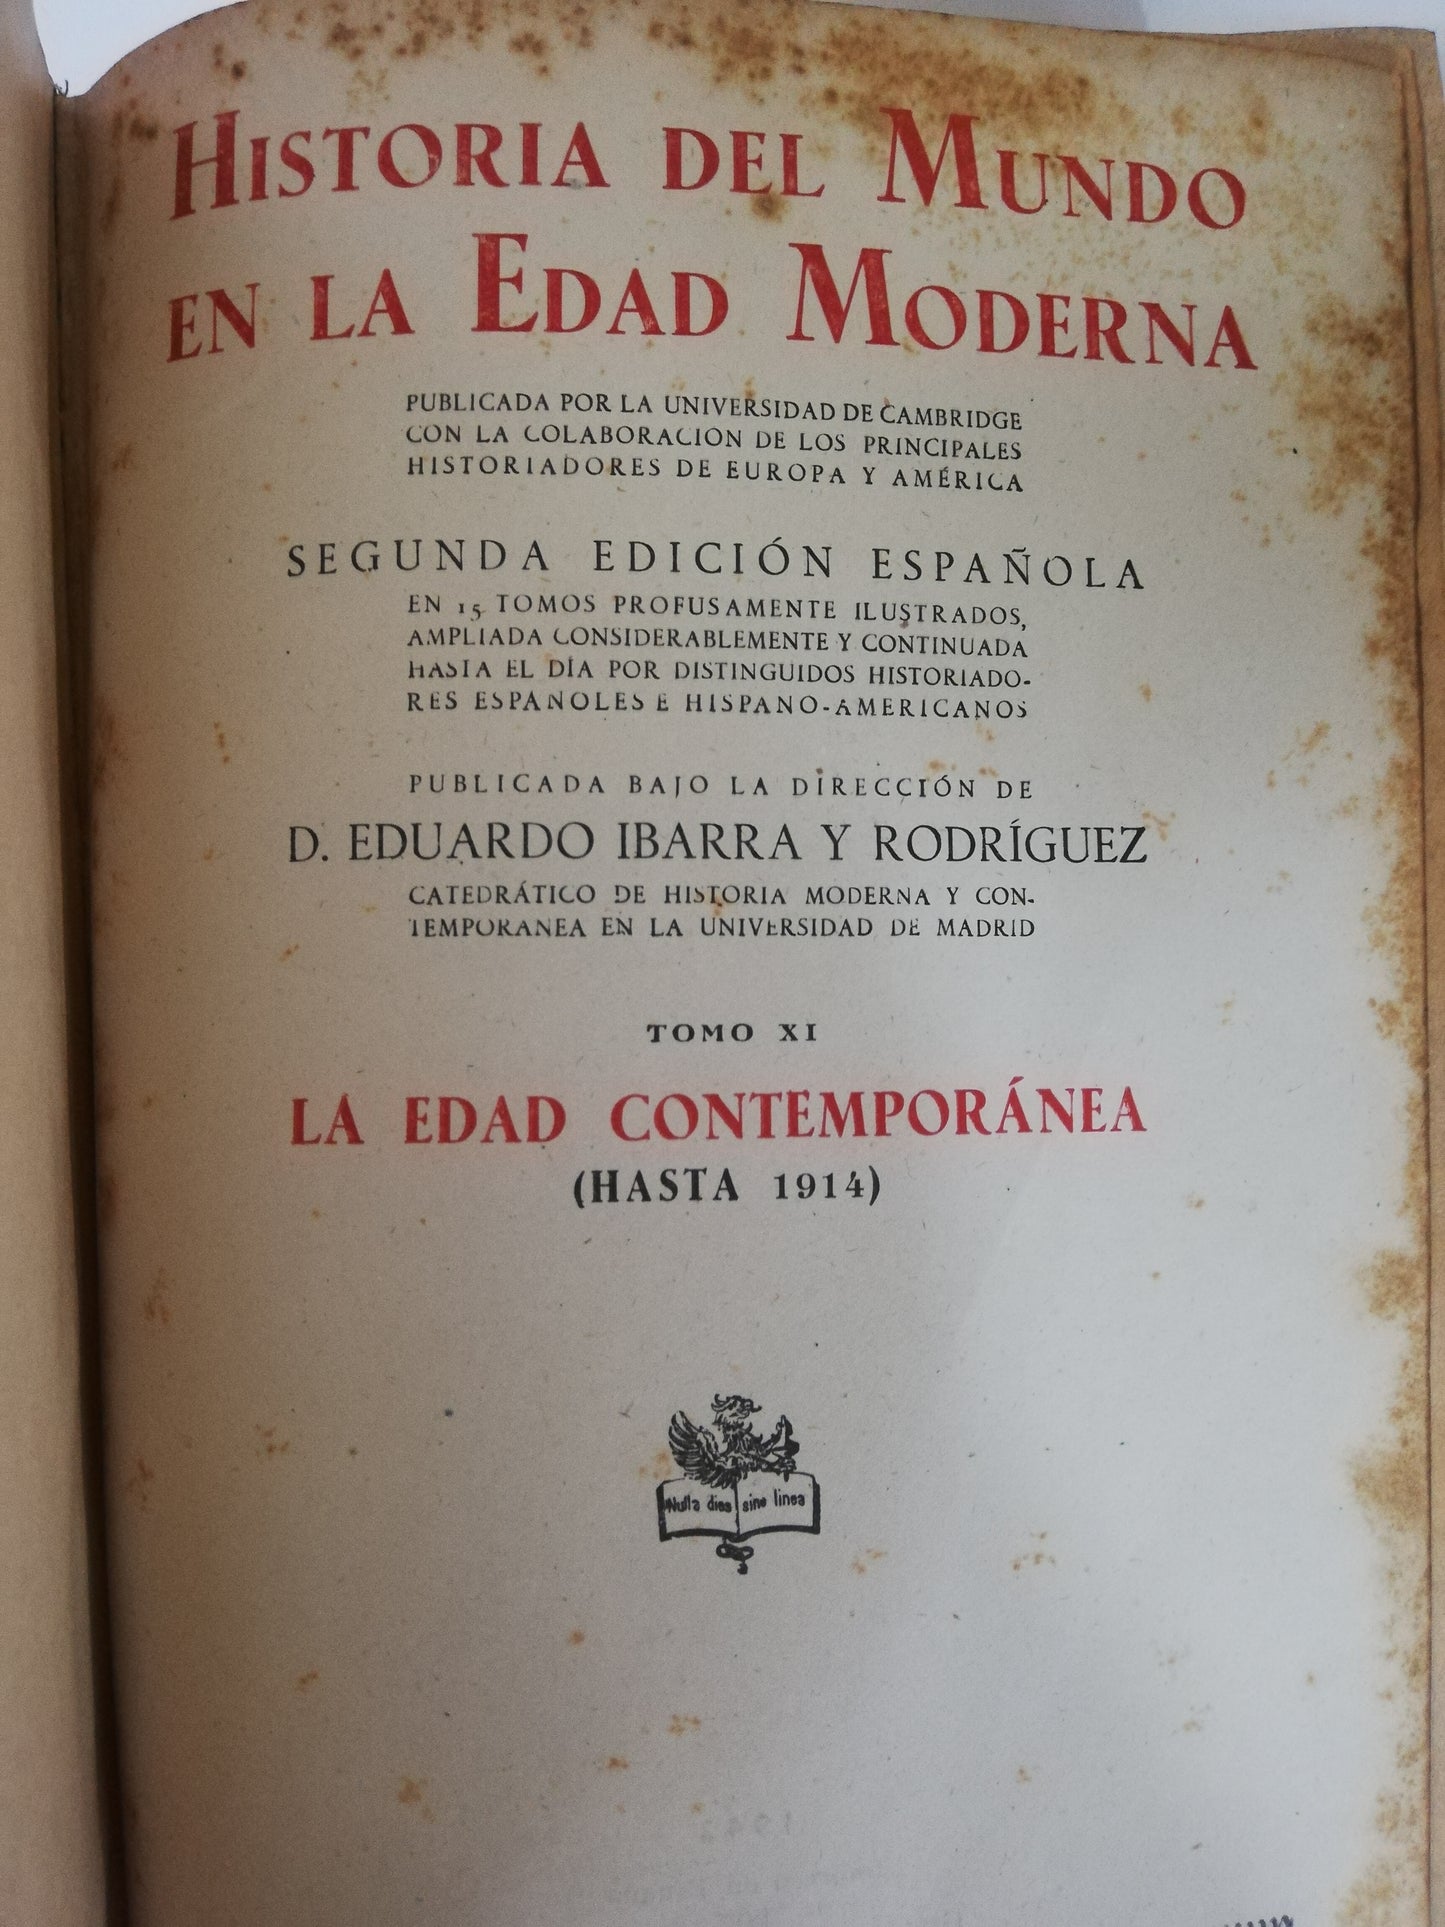 HISTORIA DEL MUNDO
EN LA EDAD MODERNA
PUBLICADA POR LA UNIVERSIDAD DE CAMBRIDGE
CON LA COLABORACION DE LOS PRINCIPALES
HISTORIADORES DE EUROPA Y AMÉRICA
SEGUNDA EDICIÓN ESPAÑOLA
EN 15 TOMOS PROFUSAMENTE ILUSTRADOS,
AMPLIADA CONSIDERABLEMENTE Y CONTINUADA
HASTA EL DÍA POR DISTINGUIDOS HISTORIADO-
RES ESPAÑOLES E HISPANO-AMERICANOS
PUBLICADA BAJO LA DIRECCIÓN DE
D. EDUARDO IBARRA Y RODRÍGUEZ
CATEDRÁTICO DE HISTORIA MODERNA Y CON-
TEMPORANEA EN LA UNIVERSIDAD DE MADRID
TOMO XI
LA EDAD CONTEMPORÁNEA
(HASTA 1914)
Nulla dies sine linea